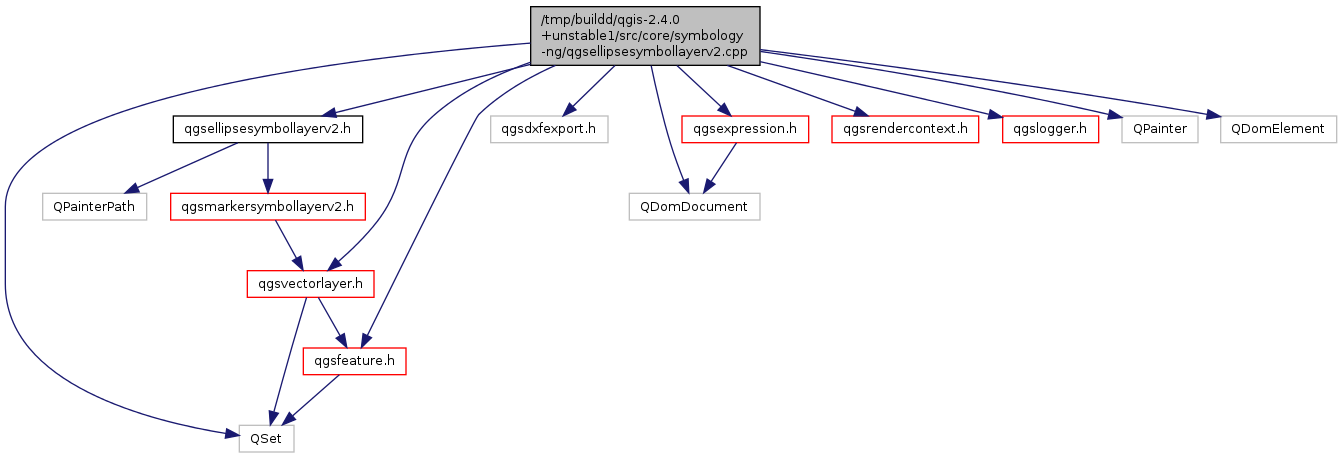 /tmp/buildd/qgis-2.4.0
+unstable1/src/core/symbology
-ng/qgsellipsesymbollayerv2.cpp
qgsellipsesymbollayerv2.h
qgsdxfexport.h
qgsexpression.h
qgsrendercontext.h
qgslogger.h
QPainter
QDomElement
QPainterPath
qgsmarkersymbollayerv2.h
QDomDocument
qgsvectorlayer.h
qgsfeature.h
QSet